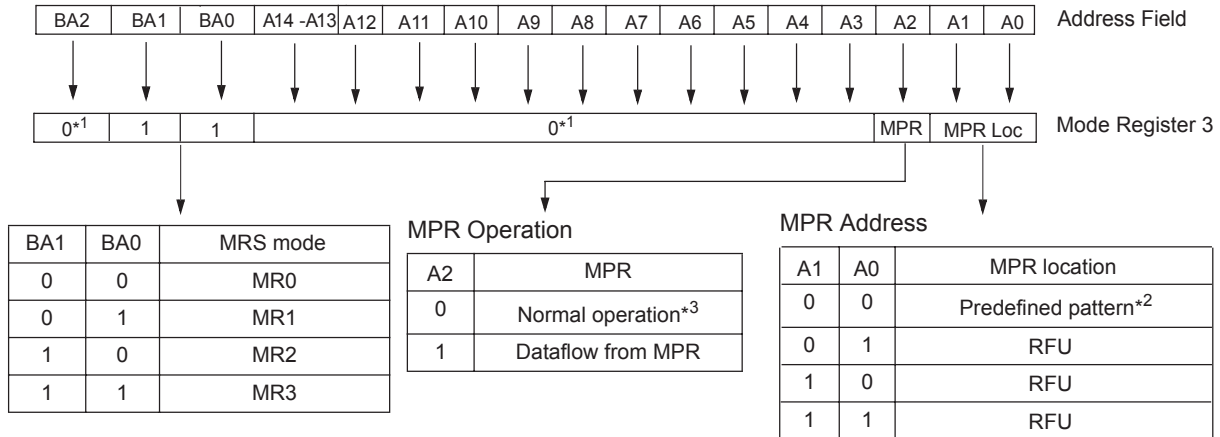 BA2 BA1 BA0 A14 -A13 A12 A11 A10 A9 A8 A7 A6 A5 A4 A3 A2 A1 A0 Address Field
0*1 1 1 0*1 MPR MPR Loc Mode Register 3
BA1 BA0 MRS mode
0 0 MR0
0 1 MR1
1 0 MR2
1 1 MR3
MPR Operation
A2 MPR
0 Normal operation*3
1 Dataflow from MPR
MPR Address
A1 A0 MPR location
0 0 Predefined pattern*2
0 1 RFU
1 0 RFU
1 1 RFU